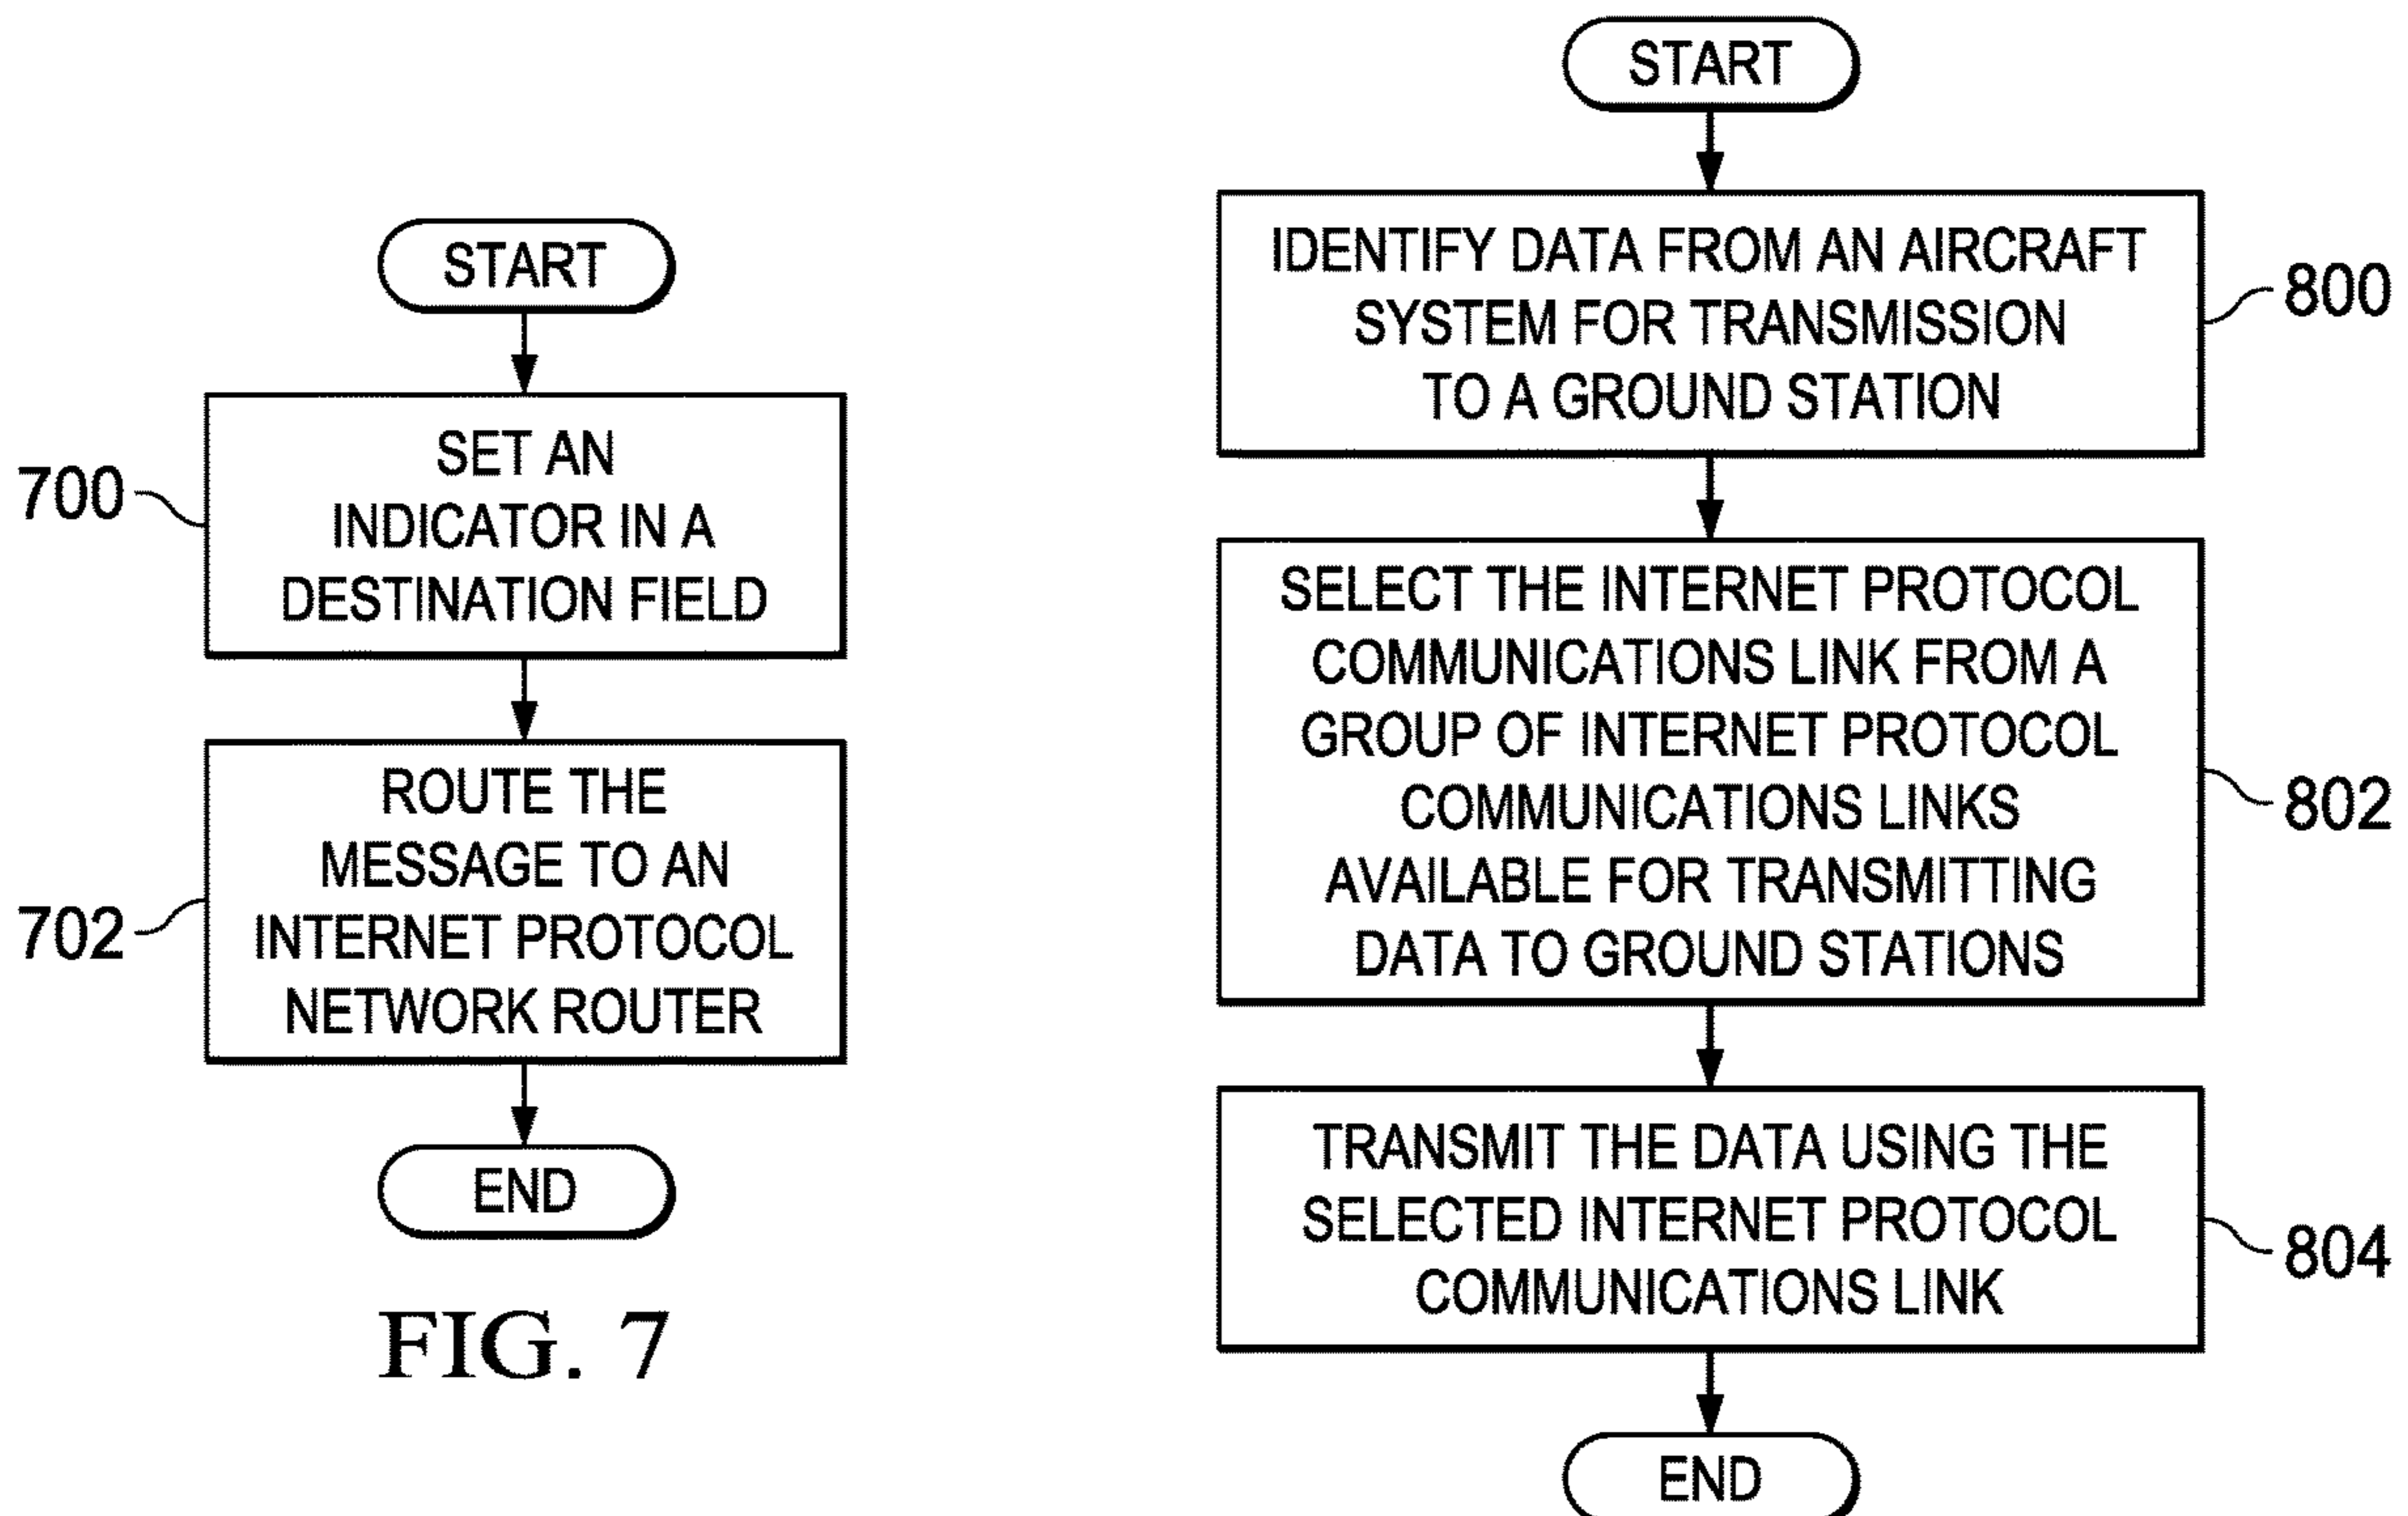 START
700
SET AN
INDICATOR IN A
DESTINATION FIELD
702
ROUTE THE
MESSAGE TO AN
INTERNET PROTOCOL
NETWORK ROUTER
END
FIG. 7
START
IDENTIFY DATA FROM AN AIRCRAFT
SYSTEM FOR TRANSMISSION
TO A GROUND STATION
800
SELECT THE INTERNET PROTOCOL
COMMUNICATIONS LINK FROM A
GROUP OF INTERNET PROTOCOL
COMMUNICATIONS LINKS
AVAILABLE FOR TRANSMITTING
DATA TO GROUND STATIONS
802
TRANSMIT THE DATA USING THE
SELECTED INTERNET PROTOCOL
COMMUNICATIONS LINK
804
END